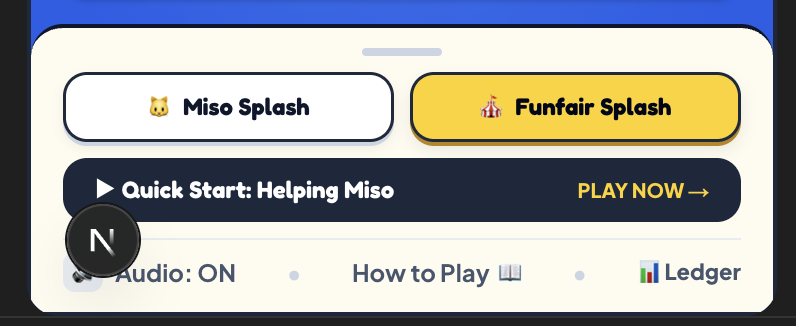 Miso Splash
Funfair Splash
Quick Start: Helping Miso
PLAY NOW →
N
Audio: ON
How to Play
Ledger